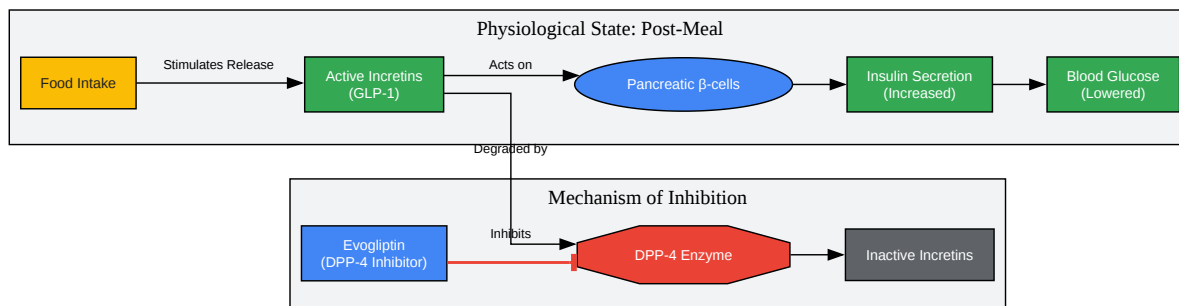 Physiological State: Post-Meal
Food Intake
Stimulates Release
Active Incretins
(GLP-1)
Acts on
Pancreatic β-cells
Insulin Secretion
(Increased)
Blood Glucose
(Lowered)
Degraded by
Mechanism of Inhibition
Evogliptin
(DPP-4 Inhibitor)
Inhibits
DPP-4 Enzyme
Inactive Incretins